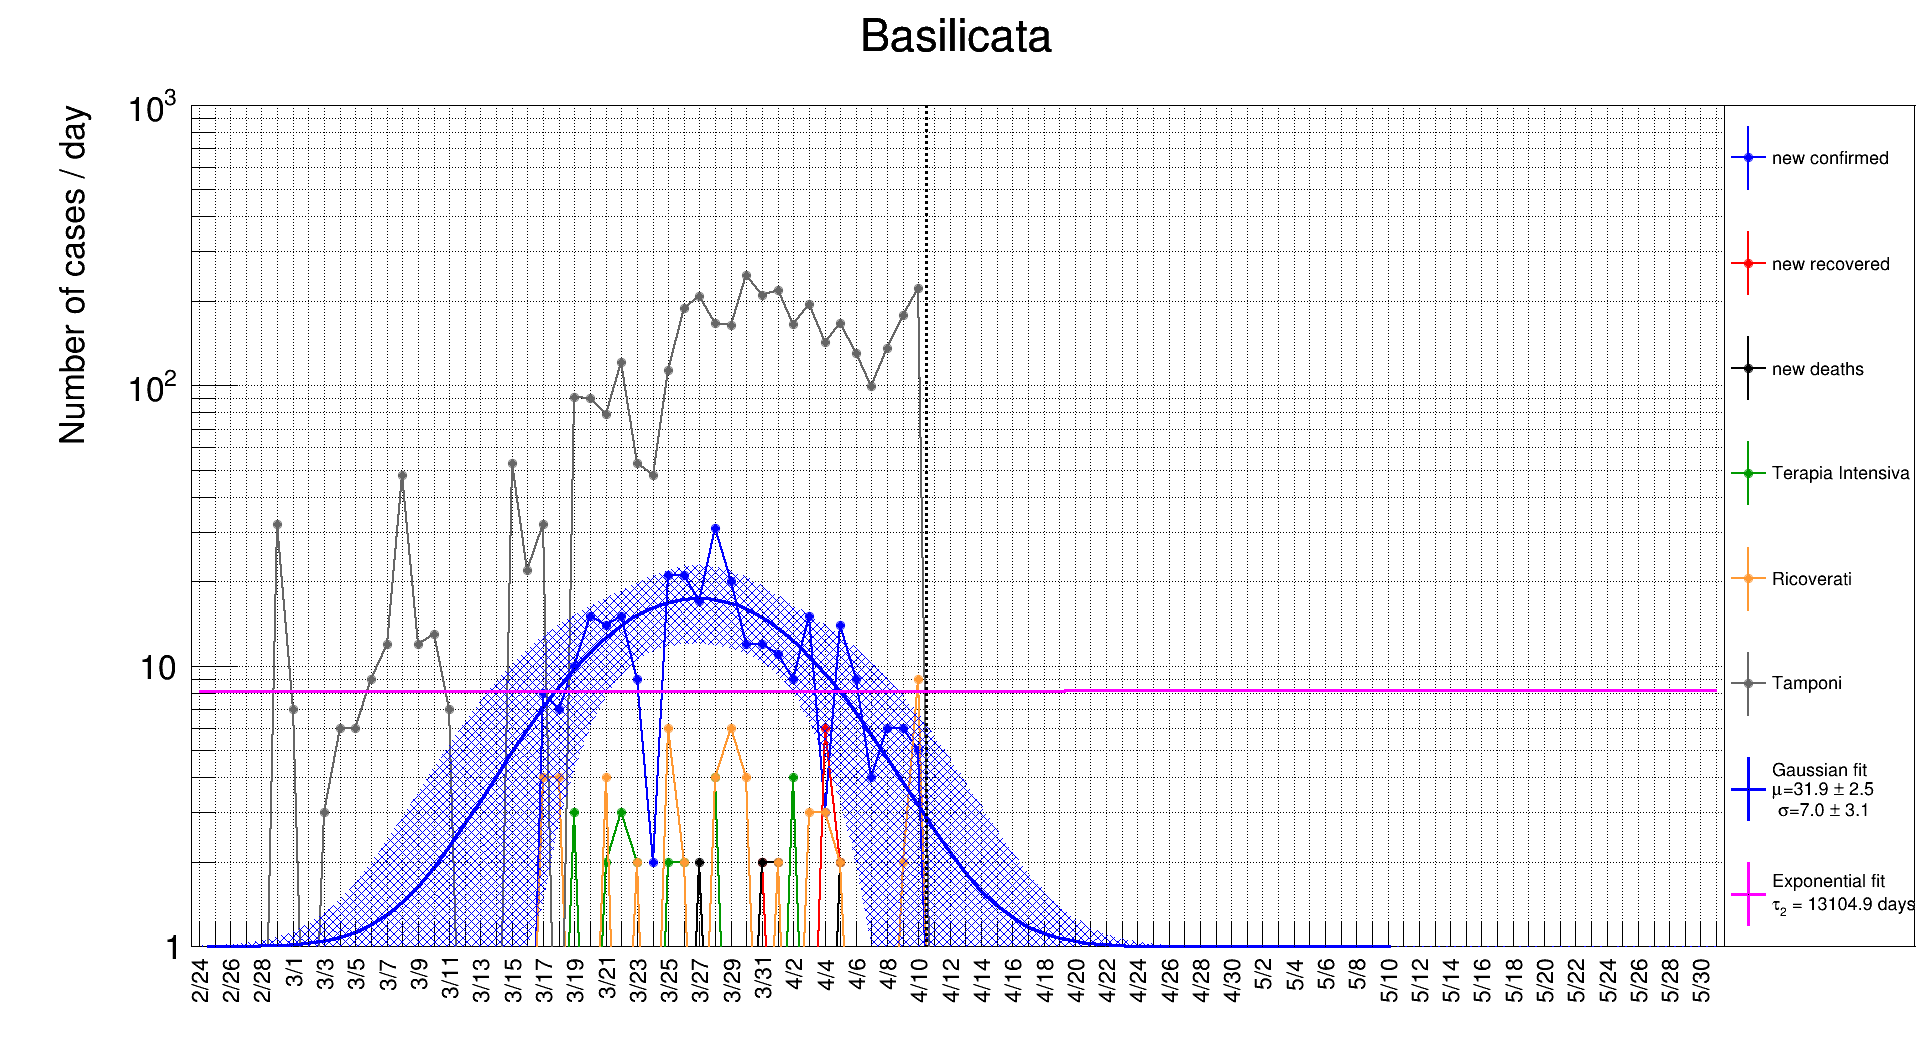 Basilicata
Number of cases / day
10³
10²
10
1
2/24 2/26 2/28 3/1 3/3 3/5 3/7 3/9 3/11 3/13 3/15 3/17 3/19 3/21 3/23 3/25 3/27 3/29 3/31 4/2 4/4 4/6 4/8 4/10 4/12 4/14 4/16 4/18 4/20 4/22 4/24 4/26 4/28 4/30 5/2 5/4 5/6 5/8 5/10 5/12 5/14 5/16 5/18 5/20 5/22 5/24 5/26 5/28 5/30
new confirmed
new recovered
new deaths
Terapia Intensiva
Ricoverati
Tamponi
Gaussian fit
μ=31.9 ± 2.5
σ=7.0 ± 3.1
Exponential fit
τ₂ = 13104.9 days